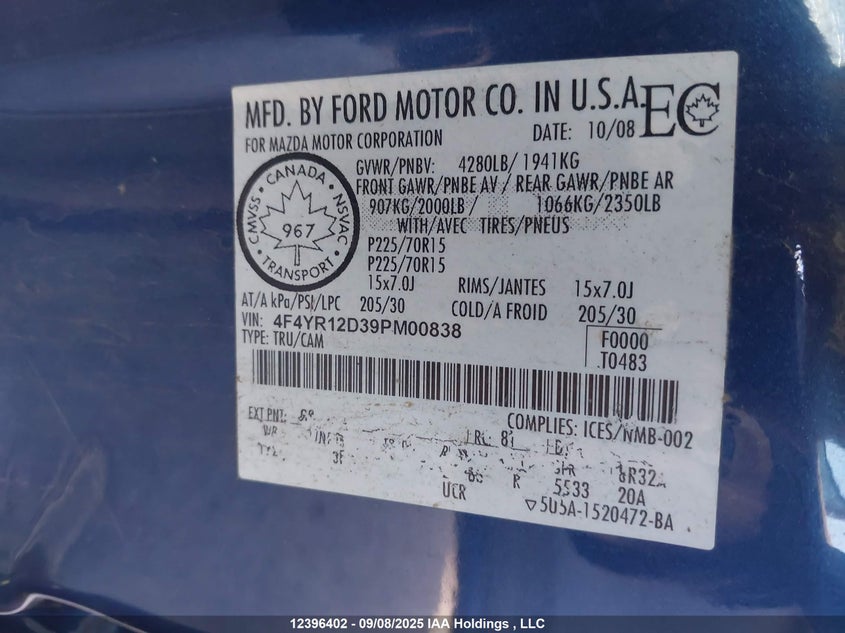 MFD. BY FORD MOTOR CO. IN U.S.A.
EC
FOR MAZDA MOTOR CORPORATION
DATE: 10/08
GVWR/PNBV: 4280LB/ 1941KG
FRONT GAWR/PNBE AV / REAR GAWR/PNBE AR
907KG/2000LB / 1066KG/2350LB
WITH/AVEC TIRES/PNEUS
CANADA
CMVSS NSVAC
967
TRANSPORT
P225/70R15
P225/70R15
15x7.0J RIMS/JANTES 15x7.0J
AT/A kPa/PSI/LPC 205/30 COLD/A FROID 205/30
VIN: 4F4YR12D39PM00838
F0000
TYPE: TRU/CAM
T0483
EXT PNT:
COMPLIES: ICES/NMB-002
R 5533 20A
UCR
5U5A-1520472-BA
12396402 - 09/08/2025 IAA Holdings , LLC